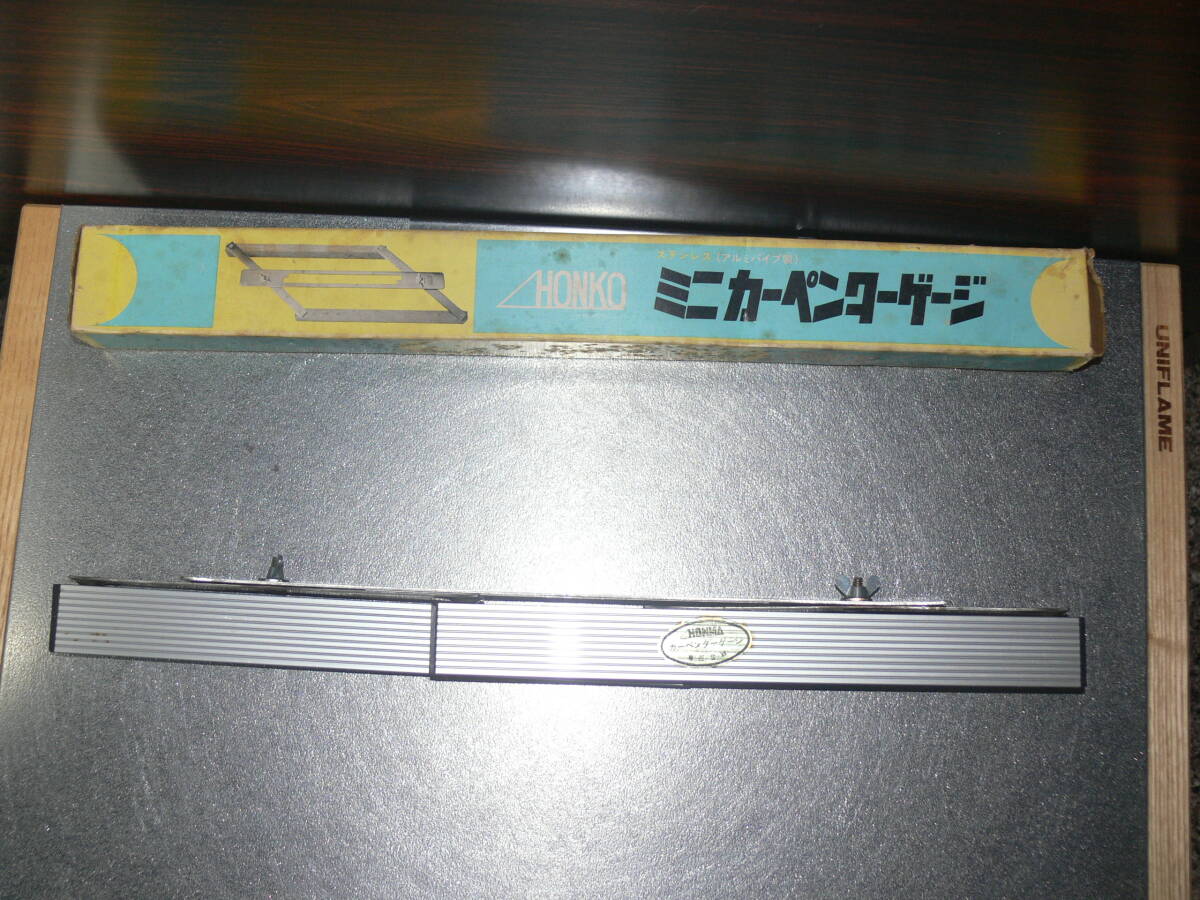 ステンレス(アルミパイプ製)
HONKO
ミニカーペンターゲージ
UNIFLAME
HONMA
カーペンターゲージ